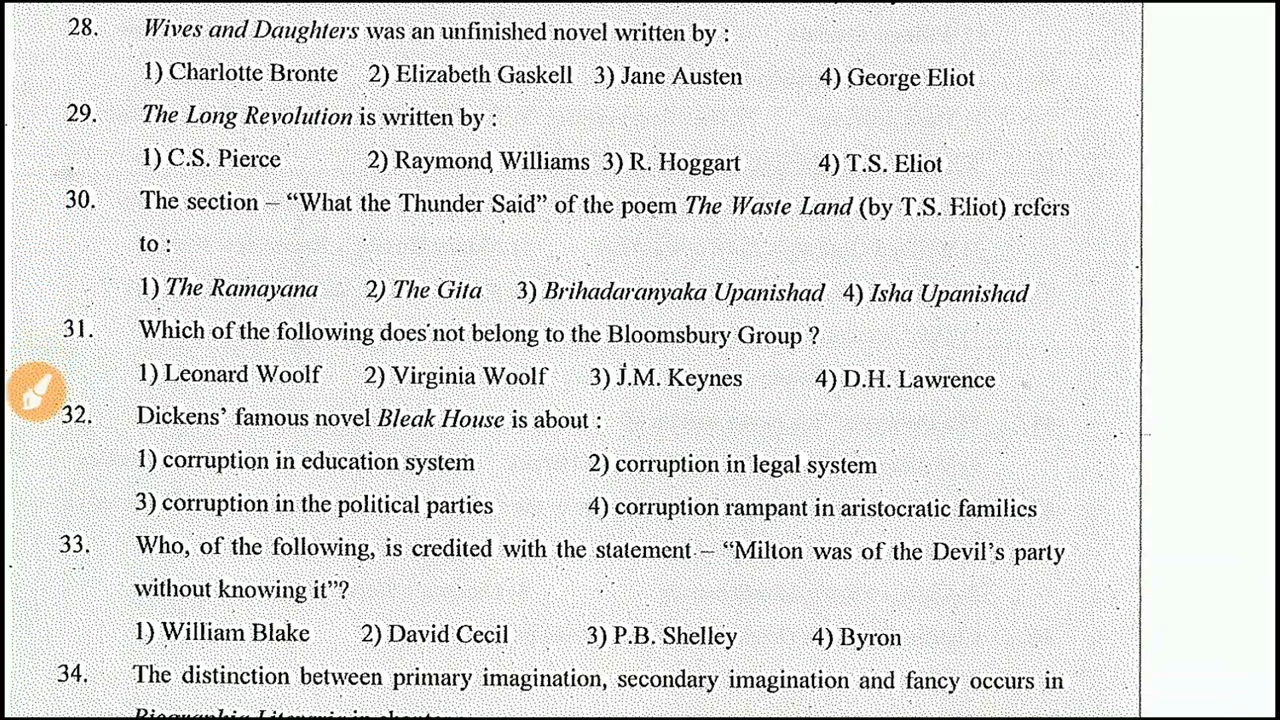 28. Wives and Daughters was an unfinished novel written by :
1) Charlotte Bronte 2) Elizabeth Gaskell 3) Jane Austen 4) George Eliot
29. The Long Revolution is written by :
1) C.S. Pierce 2) Raymond Williams 3) R. Hoggart 4) T.S. Eliot
30. The section – “What the Thunder Said” of the poem The Waste Land (by T.S. Eliot) refers
to :
1) The Ramayana 2) The Gita 3) Brihadaranyaka Upanishad 4) Isha Upanishad
31. Which of the following does not belong to the Bloomsbury Group ?
1) Leonard Woolf 2) Virginia Woolf 3) J.M. Keynes 4) D.H. Lawrence
32. Dickens’ famous novel Bleak House is about :
1) corruption in education system 2) corruption in legal system
3) corruption in the political parties 4) corruption rampant in aristocratic families
33. Who, of the following, is credited with the statement – “Milton was of the Devil’s party
without knowing it”?
1) William Blake 2) David Cecil 3) P.B. Shelley 4) Byron
34. The distinction between primary imagination, secondary imagination and fancy occurs in